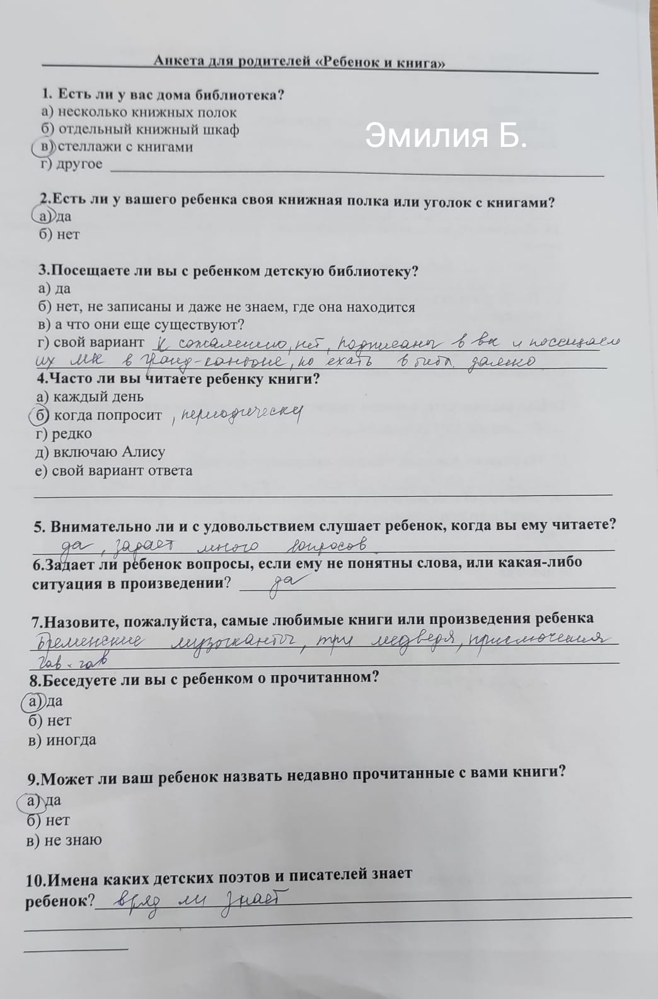 Анкета для родителей «Ребенок и книга»
1. Есть ли у вас дома библиотека?
а) несколько книжных полок
б) отдельный книжный шкаф
Эмилия Б.
в) стеллажи с книгами
г) другое
2.Есть ли у вашего ребенка своя книжная полка или уголок с книгами?
а) да
б) нет
3.Посещаете ли вы с ребенком детскую библиотеку?
а) да
б) нет, не записаны и даже не знаем, где она находится
в) а что они еще существуют?
г) свой вариант к сожалению, нет, подписаны в вк и посещаем
их мк в гранд-каньоне, но ехать в библ. далеко
4.Часто ли вы читаете ребенку книги?
а) каждый день
б) когда попросит , периодически
г) редко
д) включаю Алису
е) свой вариант ответа
5. Внимательно ли и с удовольствием слушает ребенок, когда вы ему читаете?
да, задает много вопросов
6.Задает ли ребенок вопросы, если ему не понятны слова, или какая-либо
ситуация в произведении? да
7.Назовите, пожалуйста, самые любимые книги или произведения ребенка
Бременские музыканты, три медведя, приключения
гав-гав
8.Беседуете ли вы с ребенком о прочитанном?
а) да
б) нет
в) иногда
9.Может ли ваш ребенок назвать недавно прочитанные с вами книги?
а) да
б) нет
в) не знаю
10.Имена каких детских поэтов и писателей знает
ребенок? вряд ли знает